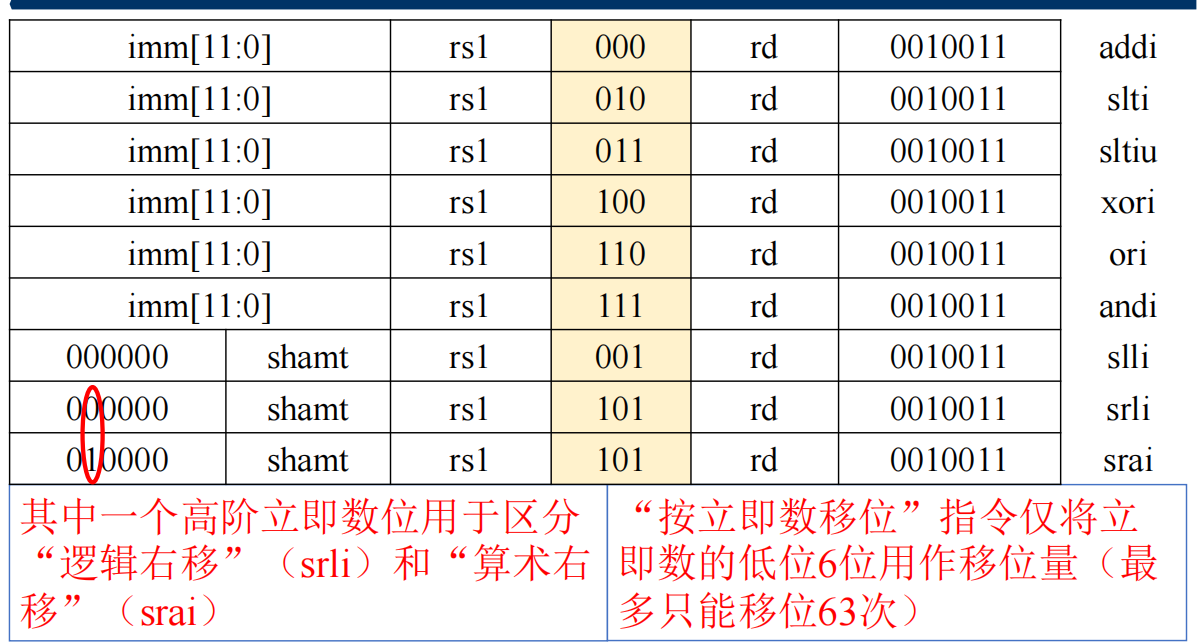 imm[11:0] rs1 000 rd 0010011 addi
imm[11:0] rs1 010 rd 0010011 slti
imm[11:0] rs1 011 rd 0010011 sltiu
imm[11:0] rs1 100 rd 0010011 xori
imm[11:0] rs1 110 rd 0010011 ori
imm[11:0] rs1 111 rd 0010011 andi
000000 shamt rs1 001 rd 0010011 slli
000000 shamt rs1 101 rd 0010011 srli
010000 shamt rs1 101 rd 0010011 srai
其中一个高阶立即数位用于区分
“逻辑右移”（srli）和“算术右
移”（srai）
“按立即数移位”指令仅将立
即数的低位6位用作移位量（最
多只能移位63次）